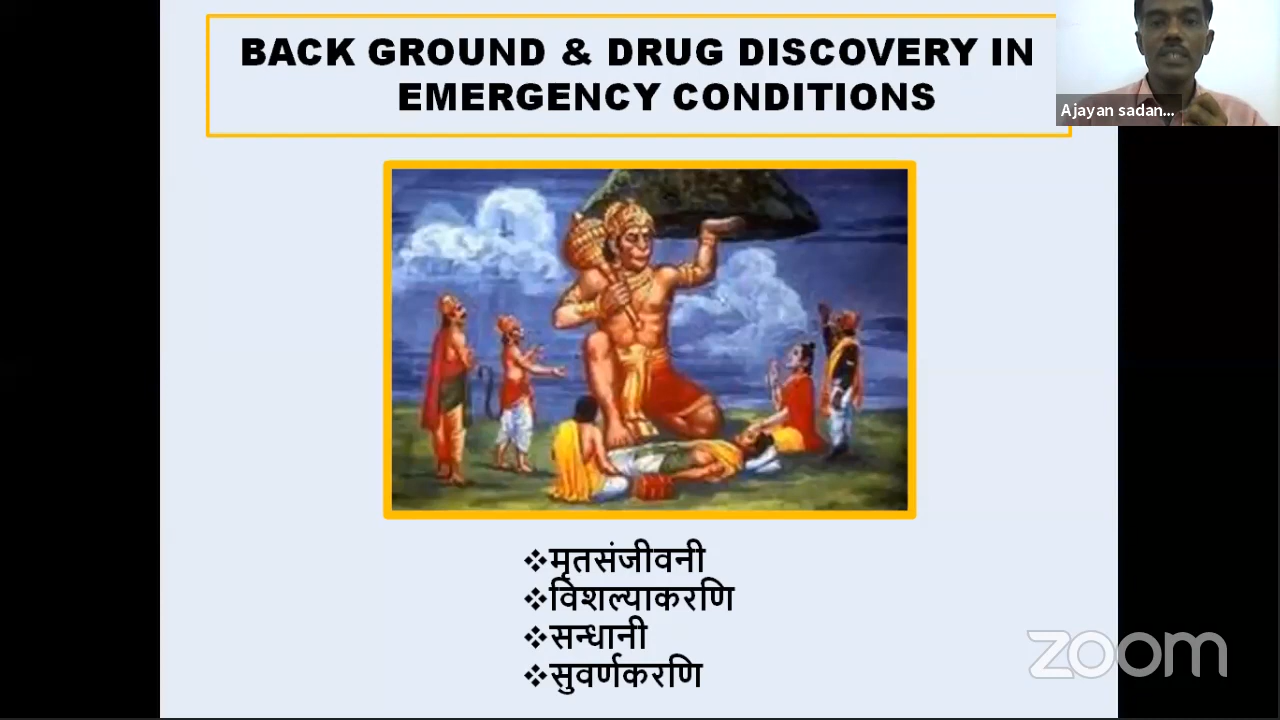 BACK GROUND & DRUG DISCOVERY IN
EMERGENCY CONDITIONS
Ajayan sadan...
❖मृतसंजीवनी
❖विशल्याकरणि
❖सन्धानी
❖सुवर्णकरणि
zoom